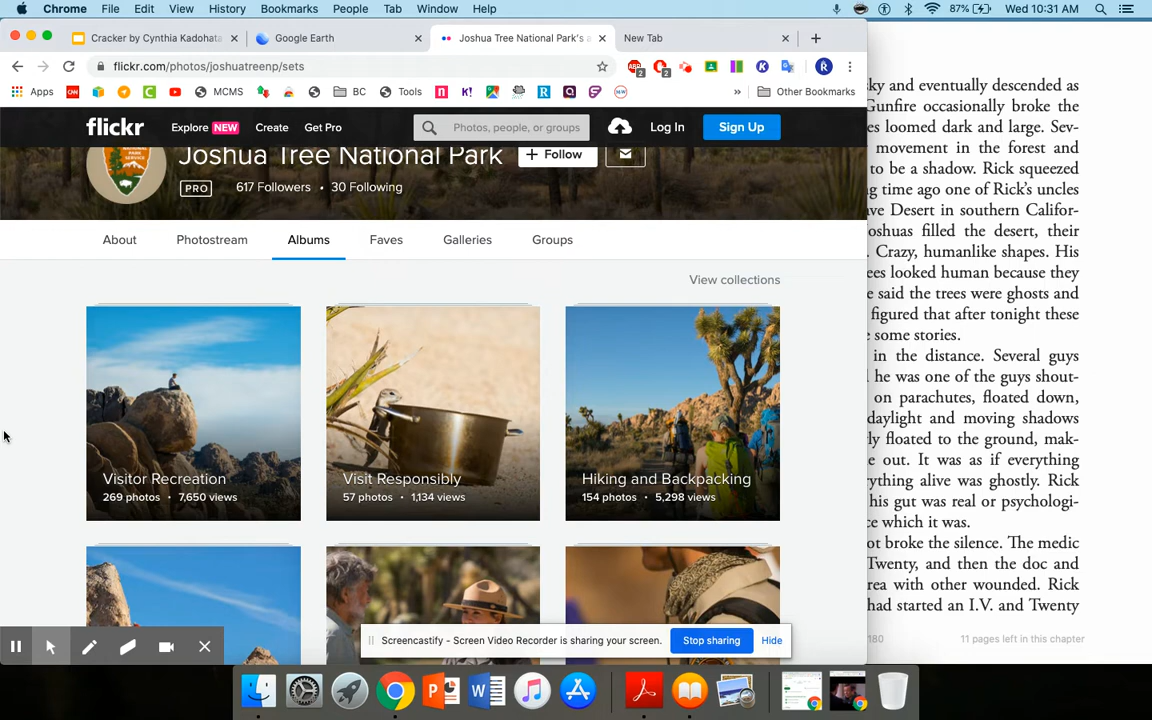 Chrome File Edit View History Bookmarks People Tab Window Help 87% Wed 10:31 AM
Cracker by Cynthia Kadohata Google Earth Joshua Tree National Park's a New Tab
flickr.com/photos/joshuatreenp/sets
Apps MCMS BC Tools » Other Bookmarks
flickr Explore NEW Create Get Pro Photos, people, or groups Log In Sign Up
Joshua Tree National Park + Follow
PRO 617 Followers • 30 Following
About Photostream Albums Faves Galleries Groups
View collections
Visitor Recreation
269 photos • 7,650 views
Visit Responsibly
57 photos • 1,134 views
Hiking and Backpacking
154 photos • 5,298 views
Screencastify - Screen Video Recorder is sharing your screen. Stop sharing Hide
ky and eventually descended as
Gunfire occasionally broke the
es loomed dark and large. Sev-
movement in the forest and
to be a shadow. Rick squeezed
g time ago one of Rick's uncles
ave Desert in southern Califor-
oshuas filled the desert, their
. Crazy, humanlike shapes. His
ees looked human because they
e said the trees were ghosts and
figured that after tonight these
e some stories.
in the distance. Several guys
he was one of the guys shout-
on parachutes, floated down,
daylight and moving shadows
ly floated to the ground, mak-
e out. It was as if everything
rything alive was ghostly. Rick
his gut was real or psychologi-
ce which it was.
ot broke the silence. The medic
Twenty, and then the doc and
rea with other wounded. Rick
had started an I.V. and Twenty
180 11 pages left in this chapter